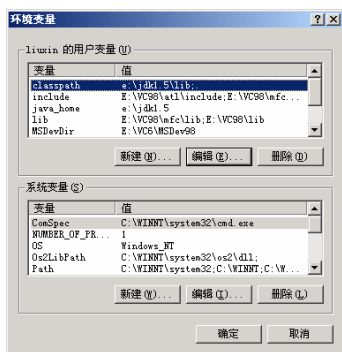 环境变量
liuxin 的用户变量(U)
变量 值
classpath e:\jdk1.5\lib;.
include E:\VC98\atl\include;E:\VC98\mfc...
java_home e:\jdk1.5
lib E:\VC98\mfc\lib;E:\VC98\lib
MSDevDir E:\VC6\MSDev98
新建(N)... 编辑(E)... 删除(D)
系统变量(S)
变量 值
ComSpec C:\WINNT\system32\cmd.exe
NUMBER_OF_PR... 1
OS Windows_NT
Os2LibPath C:\WINNT\system32\os2\dll;
Path C:\WINNT\system32;C:\WINNT;C:\W...
新建(W)... 编辑(I)... 删除(L)
确定 取消